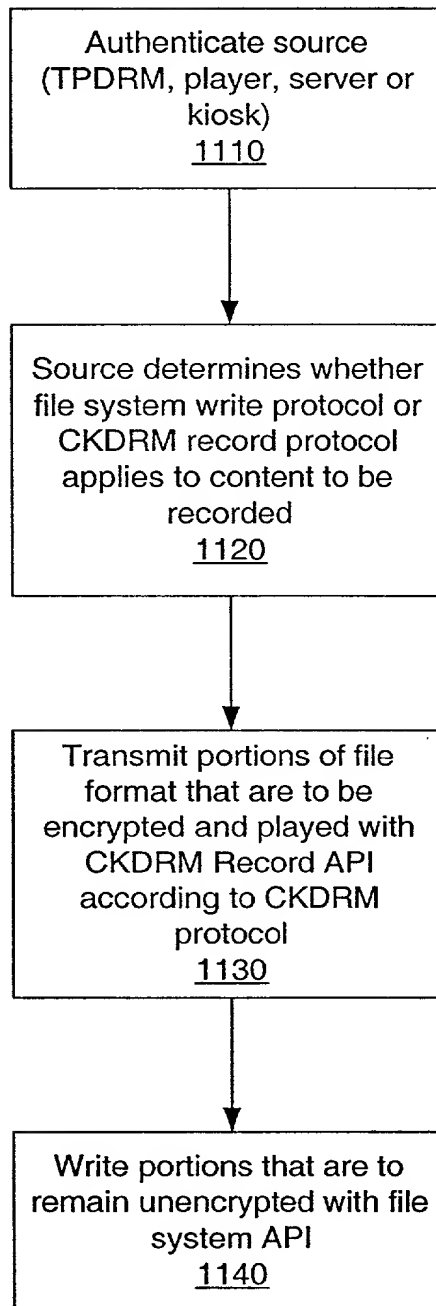 Authenticate source
(TPDRM, player, server or
kiosk)
1110
Source determines whether
file system write protocol or
CKDRM record protocol
applies to content to be
recorded
1120
Transmit portions of file
format that are to be
encrypted and played with
CKDRM Record API
according to CKDRM
protocol
1130
Write portions that are to
remain unencrypted with file
system API
1140